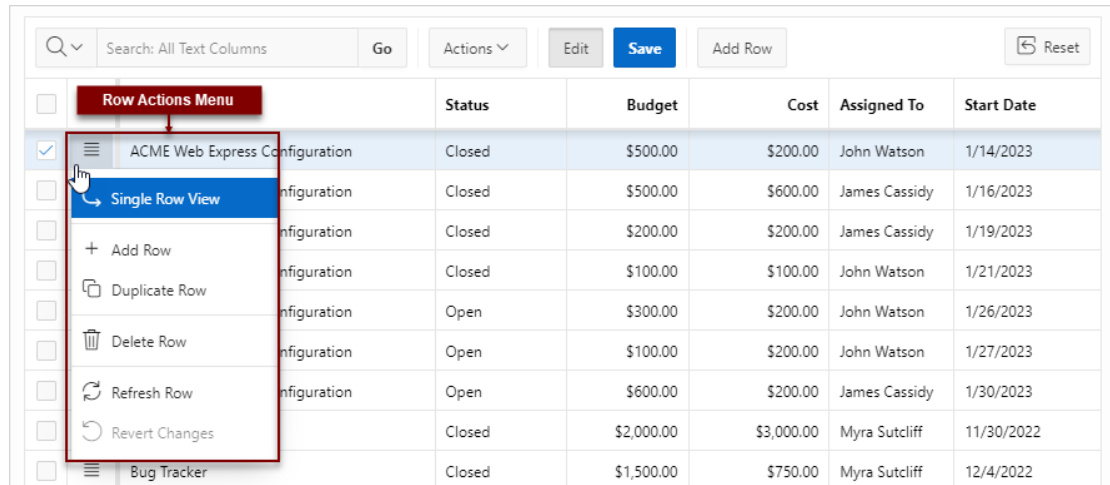 Search: All Text Columns Go Actions Edit Save Add Row Reset
Row Actions Menu Status Budget Cost Assigned To Start Date
ACME Web Express Configuration Closed $500.00 $200.00 John Watson 1/14/2023
Single Row View nfiguration Closed $500.00 $600.00 James Cassidy 1/16/2023
Add Row nfiguration Closed $200.00 $200.00 James Cassidy 1/19/2023
Duplicate Row nfiguration Closed $100.00 $100.00 John Watson 1/21/2023
nfiguration Open $300.00 $200.00 John Watson 1/26/2023
Delete Row nfiguration Open $100.00 $200.00 John Watson 1/27/2023
Refresh Row nfiguration Open $600.00 $200.00 James Cassidy 1/30/2023
Revert Changes Closed $2,000.00 $3,000.00 Myra Sutcliff 11/30/2022
Bug Tracker Closed $1,500.00 $750.00 Myra Sutcliff 12/4/2022